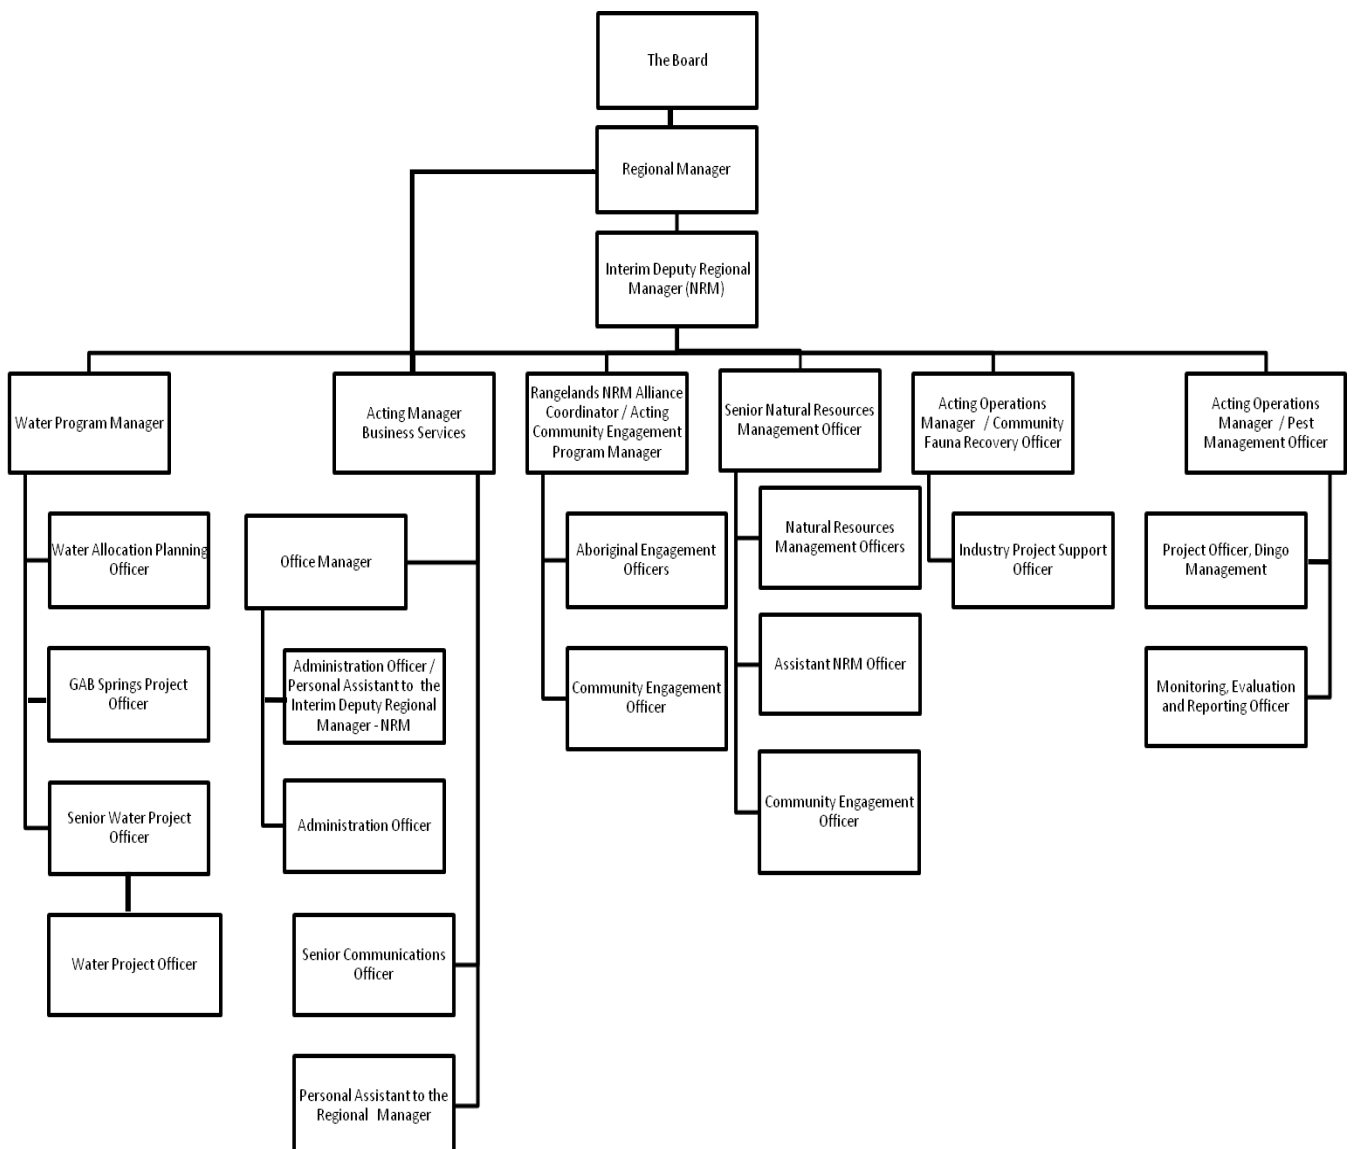 The Board
Regional Manager
Interim Deputy Regional
Manager (NRM)
Water Program Manager
Acting Manager
Business Services
Rangelands NRM Alliance
Coordinator / Acting
Community Engagement
Program Manager
Senior Natural Resources
Management Officer
Acting Operations
Manager / Community
Fauna Recovery Officer
Acting Operations
Manager / Pest
Management Officer
Water Allocation Planning
Officer
GAB Springs Project
Officer
Senior Water Project
Officer
Water Project Officer
Office Manager
Administration Officer /
Personal Assistant to the
Interim Deputy Regional
Manager - NRM
Administration Officer
Senior Communications
Officer
Personal Assistant to the
Regional Manager
Aboriginal Engagement
Officers
Community Engagement
Officer
Natural Resources
Management Officers
Assistant NRM Officer
Community Engagement
Officer
Industry Project Support
Officer
Project Officer, Dingo
Management
Monitoring, Evaluation
and Reporting Officer